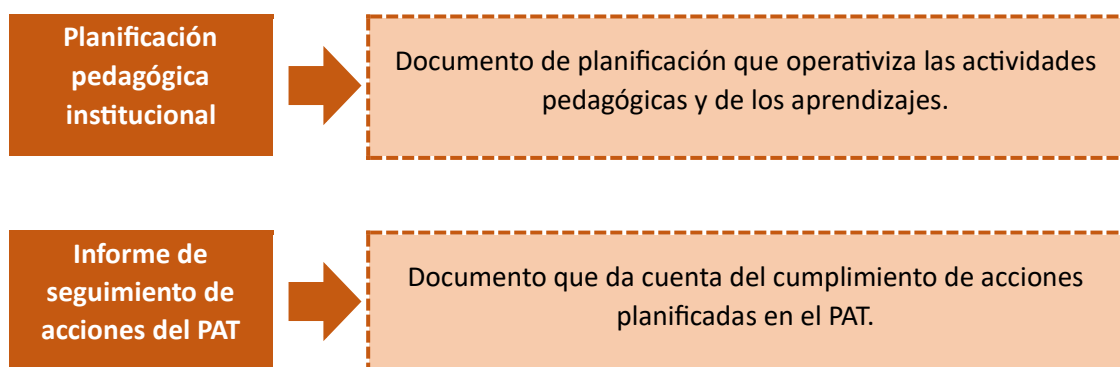 Planificación
pedagógica
institucional
Documento de planificación que operativiza las actividades
pedagógicas y de los aprendizajes.
Informe de
seguimiento de
acciones del PAT
Documento que da cuenta del cumplimiento de acciones
planificadas en el PAT.